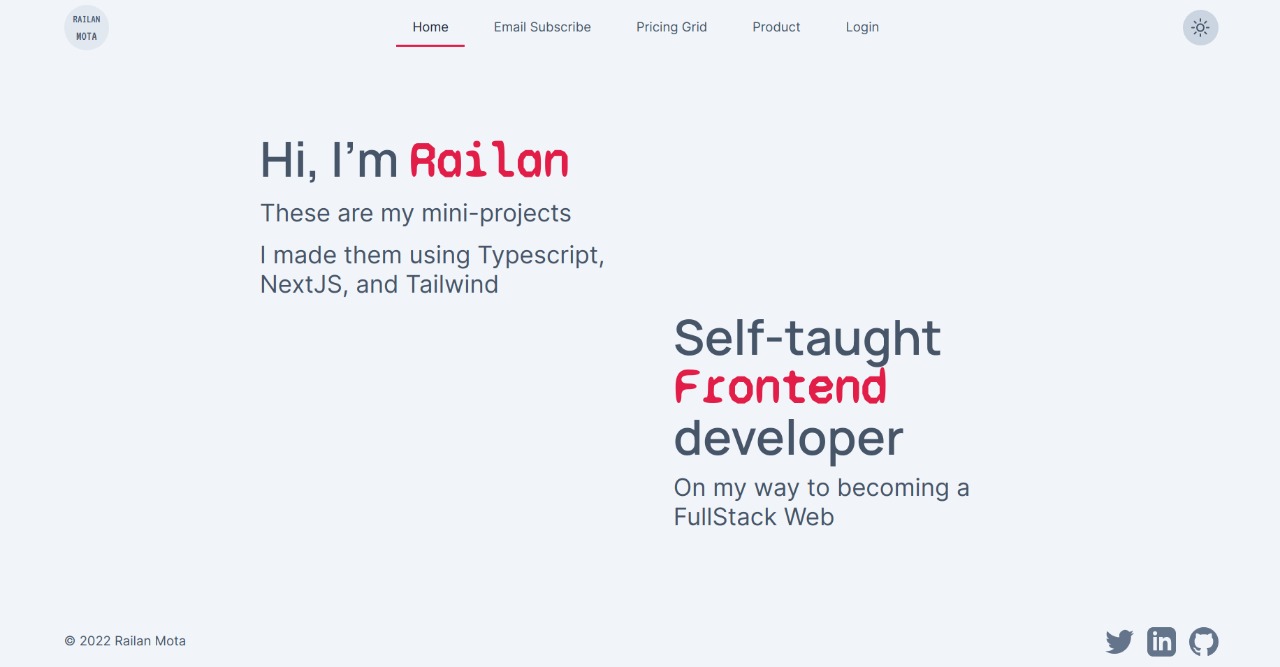 RAILAN
MOTA
Home
Email Subscribe
Pricing Grid
Product
Login
Hi, I’m Railan
These are my mini-projects
I made them using Typescript,
NextJS, and Tailwind
Self-taught
Frontend
developer
On my way to becoming a
FullStack Web
© 2022 Railan Mota
in